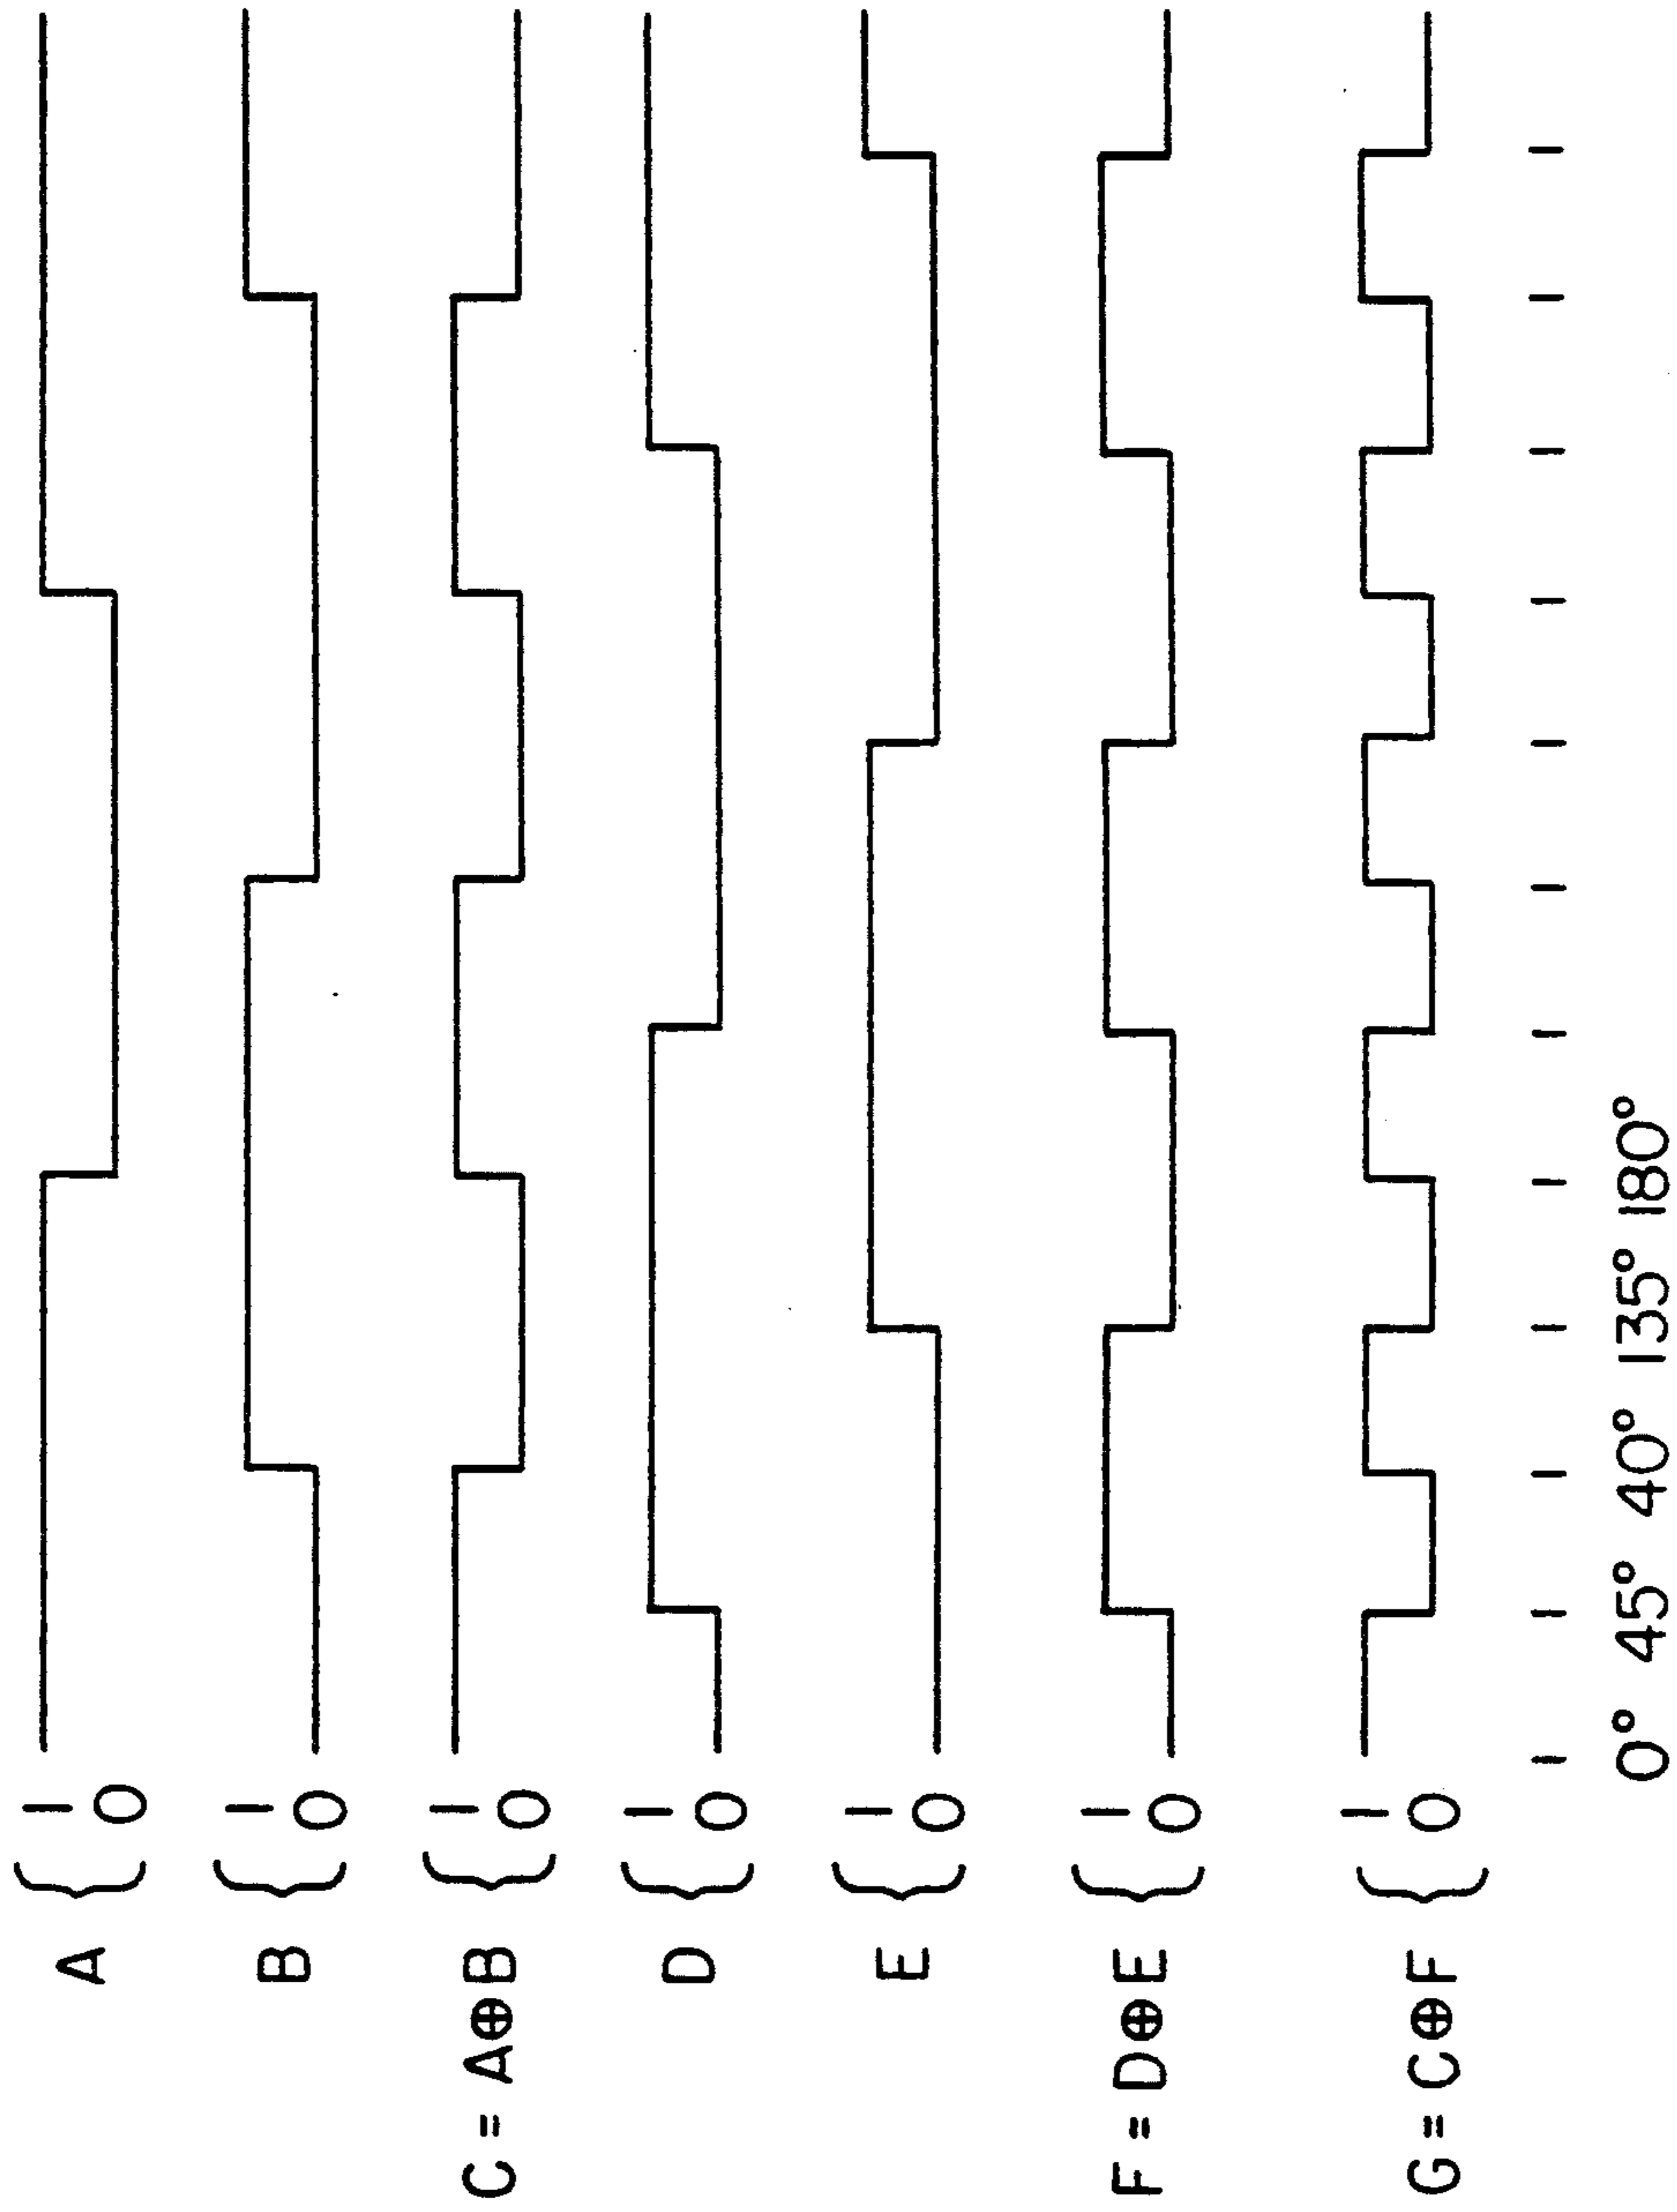 A { 1
0
B { 1
0
C = A⊕B { 1
0
D { 1
0
E { 1
0
F = D⊕E { 1
0
G = C⊕F { 1
0
0° 45° 40° 135° 180°